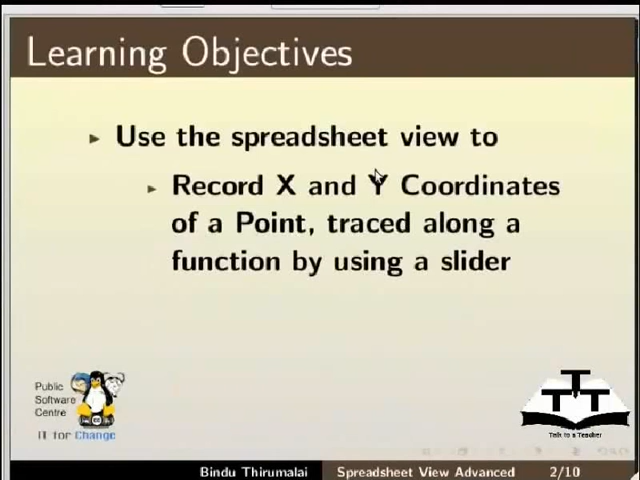 Learning Objectives
Use the spreadsheet view to
Record X and Y Coordinates
of a Point, traced along a
function by using a slider
Public
Software
Centre
IT for Change
T T T
Talk to a Teacher
Bindu Thirumalai Spreadsheet View Advanced 2/10